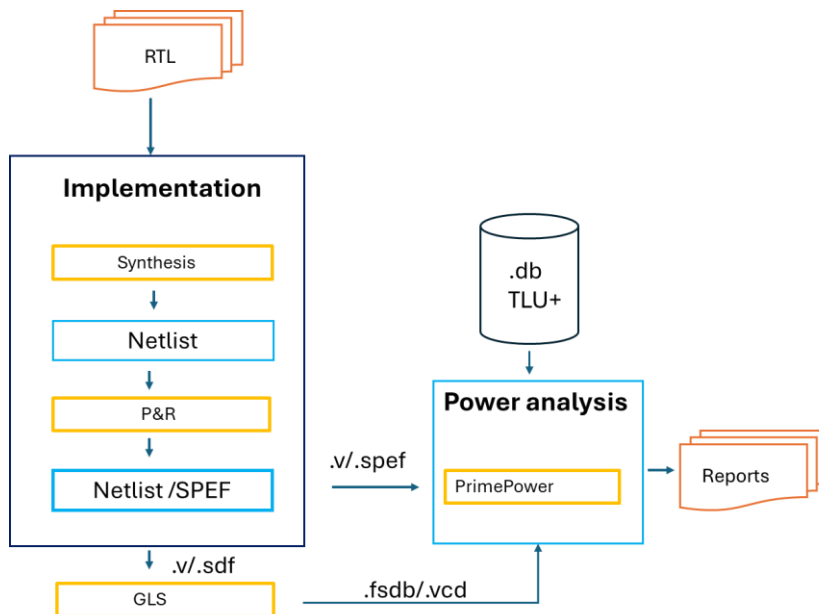 RTL
Implementation
Synthesis
Netlist
P&R
Netlist /SPEF
.v/.sdf
GLS
.v/.spef
.fsdb/.vcd
.db
TLU+
Power analysis
PrimePower
Reports